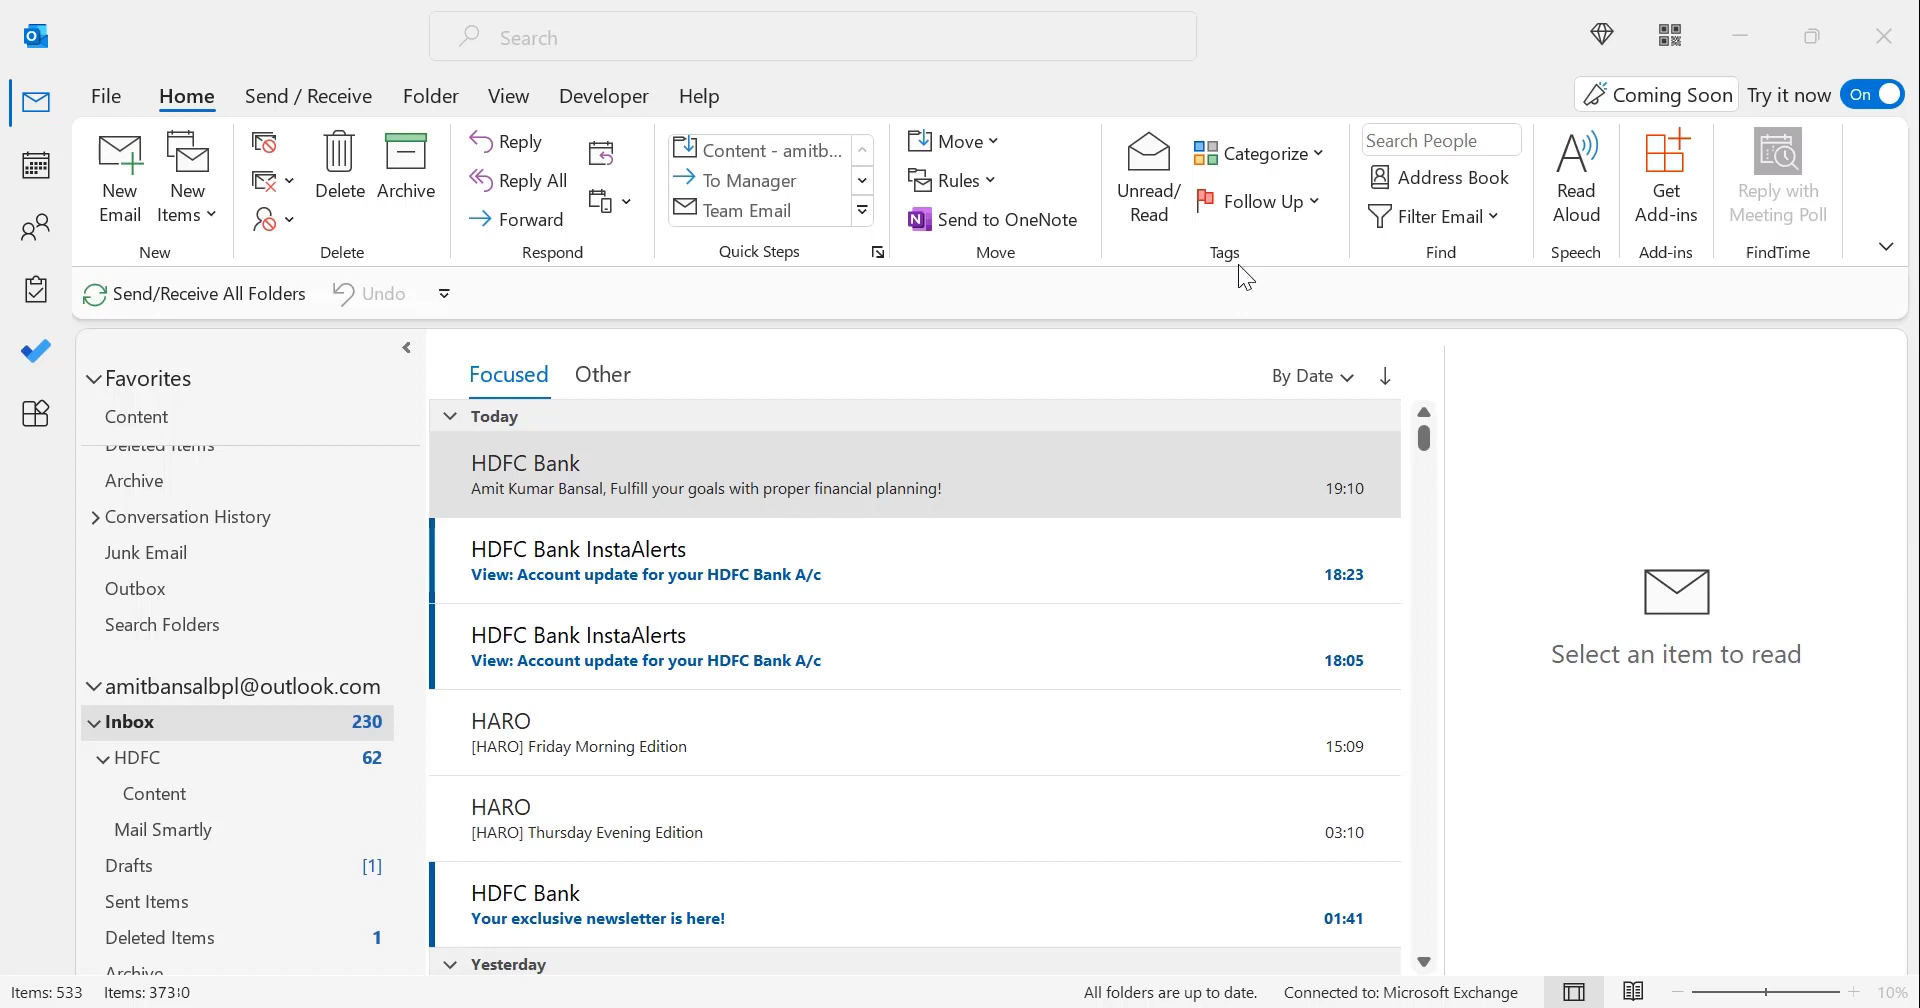 Search
File Home Send / Receive Folder View Developer Help
Coming Soon Try it now On
New Email
New Items
New
Delete
Archive
Delete
Reply
Reply All
Forward
Respond
Content - amitb...
To Manager
Team Email
Quick Steps
Move
Rules
Send to OneNote
Move
Unread/ Read
Categorize
Follow Up
Tags
Search People
Address Book
Filter Email
Find
Read Aloud
Speech
Get Add-ins
Add-ins
Reply with Meeting Poll
FindTime
Send/Receive All Folders Undo
Favorites
Content
Deleted Items
Archive
Conversation History
Junk Email
Outbox
Search Folders
amitbansalbpl@outlook.com
Inbox 230
HDFC 62
Content
Mail Smartly
Drafts [1]
Sent Items
Deleted Items 1
Archive
Focused Other By Date
Today
HDFC Bank
Amit Kumar Bansal, Fulfill your goals with proper financial planning! 19:10
HDFC Bank InstaAlerts
View: Account update for your HDFC Bank A/c 18:23
HDFC Bank InstaAlerts
View: Account update for your HDFC Bank A/c 18:05
HARO
[HARO] Friday Morning Edition 15:09
HARO
[HARO] Thursday Evening Edition 03:10
HDFC Bank
Your exclusive newsletter is here! 01:41
Yesterday
Select an item to read
Items: 533 Items:
All folders are up to date. Connected to: Microsoft Exchange 10%